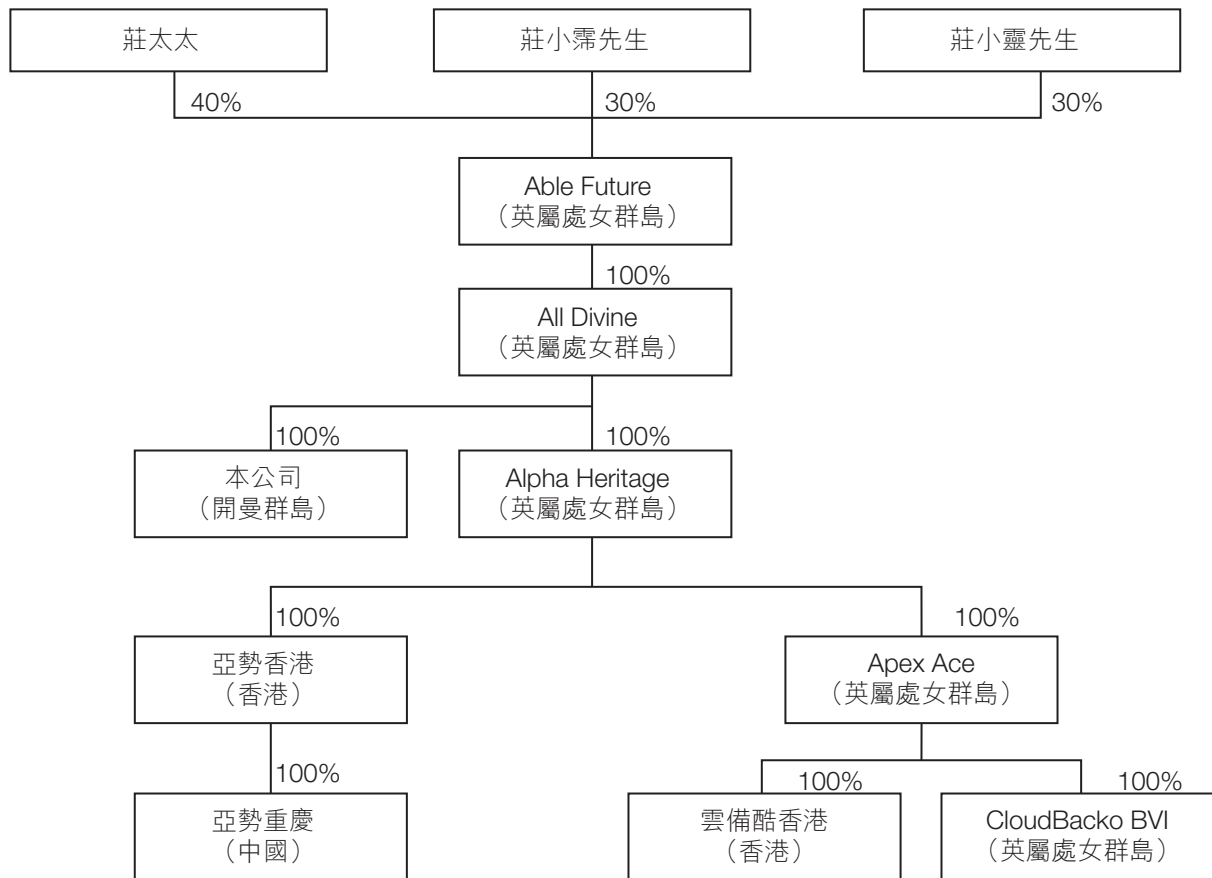 莊太太
莊小霈先生
莊小靈先生
40%
30%
30%
Able Future
（英屬處女群島）
100%
All Divine
（英屬處女群島）
100%
100%
本公司
（開曼群島）
Alpha Heritage
（英屬處女群島）
100%
100%
亞勢香港
（香港）
Apex Ace
（英屬處女群島）
100%
100%
100%
亞勢重慶
（中國）
雲備酷香港
（香港）
CloudBacko BVI
（英屬處女群島）